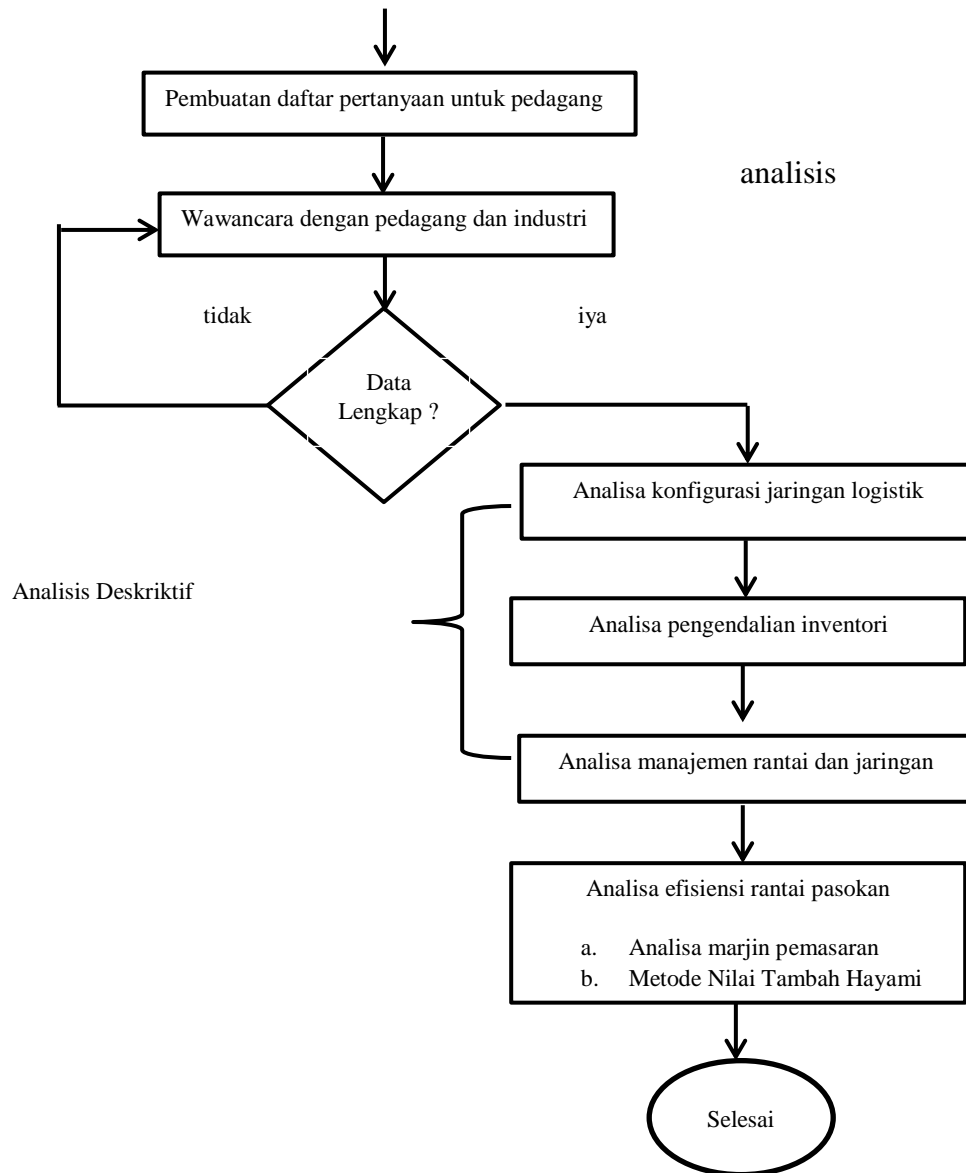 Pembuatan daftar pertanyaan untuk pedagang
analisis
Wawancara dengan pedagang dan industri
tidak
iya
Data
Lengkap ?
Analisa konfigurasi jaringan logistik
Analisis Deskriktif
Analisa pengendalian inventori
Analisa manajemen rantai dan jaringan
Analisa efisiensi rantai pasokan
a. Analisa marjin pemasaran
b. Metode Nilai Tambah Hayami
Selesai